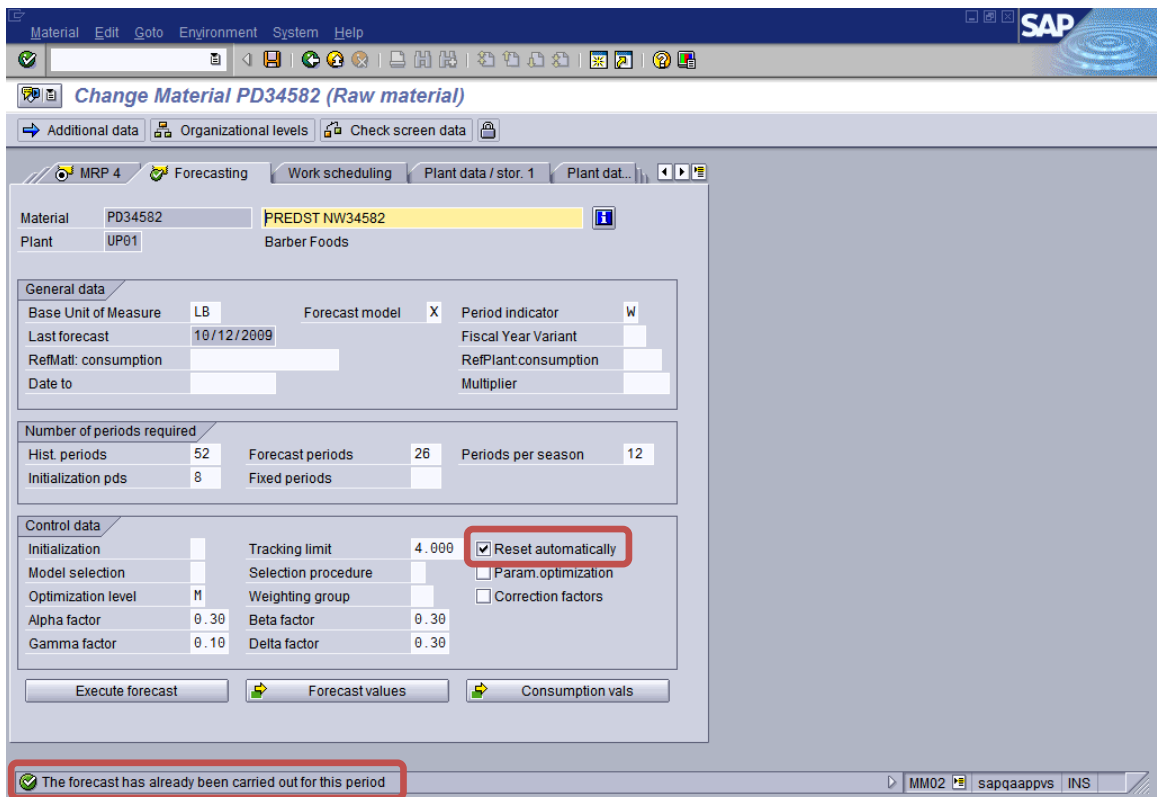 Material Edit Goto Environment System Help
SAP
Change Material PD34582 (Raw material)
Additional data Organizational levels Check screen data
MRP 4 Forecasting Work scheduling Plant data / stor. 1 Plant dat...
Material PD34582 PREDST NW34582
Plant UP01 Barber Foods
General data
Base Unit of Measure LB Forecast model X Period indicator W
Last forecast 10/12/2009 Fiscal Year Variant
RefMatl: consumption RefPlant:consumption
Date to Multiplier
Number of periods required
Hist. periods 52 Forecast periods 26 Periods per season 12
Initialization pds 8 Fixed periods
Control data
Initialization Tracking limit 4.000 Reset automatically
Model selection Selection procedure Param.optimization
Optimization level M Weighting group Correction factors
Alpha factor 0.30 Beta factor 0.30
Gamma factor 0.10 Delta factor 0.30
Execute forecast Forecast values Consumption vals
The forecast has already been carried out for this period MM02 sapqaappvs INS